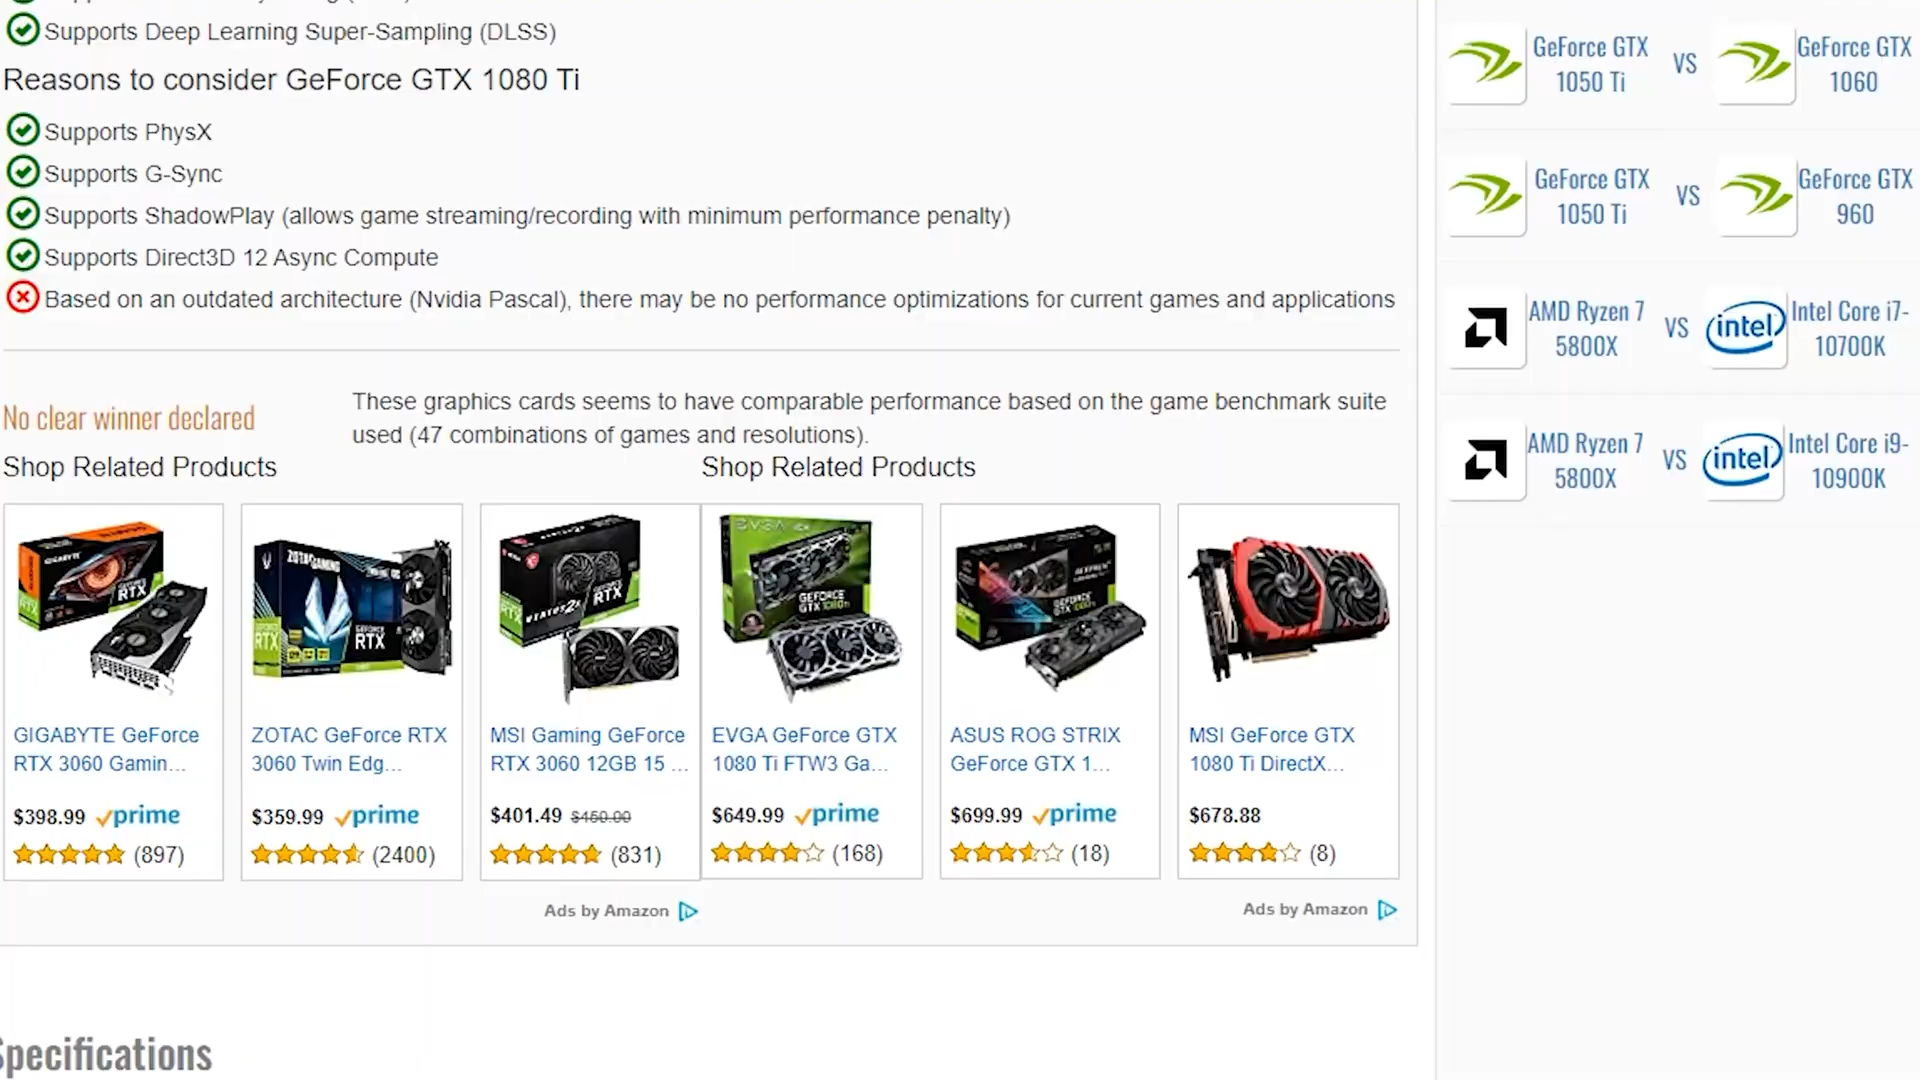 Supports Deep Learning Super-Sampling (DLSS)
Reasons to consider GeForce GTX 1080 Ti
Supports PhysX
Supports G-Sync
Supports ShadowPlay (allows game streaming/recording with minimum performance penalty)
Supports Direct3D 12 Async Compute
Based on an outdated architecture (Nvidia Pascal), there may be no performance optimizations for current games and applications
No clear winner declared
These graphics cards seems to have comparable performance based on the game benchmark suite
used (47 combinations of games and resolutions).
Shop Related Products
GIGABYTE GeForce
RTX 3060 Gamin...
$398.99 prime
(897)
ZOTAC GeForce RTX
3060 Twin Edg...
$359.99 prime
(2400)
MSI Gaming GeForce
RTX 3060 12GB 15 ...
$401.49 $450.00
(831)
Ads by Amazon
Shop Related Products
EVGA GeForce GTX
1080 Ti FTW3 Ga...
$649.99 prime
(168)
ASUS ROG STRIX
GeForce GTX 1...
$699.99 prime
(18)
MSI GeForce GTX
1080 Ti DirectX...
$678.88
(8)
Ads by Amazon
Specifications
GeForce GTX
1050 Ti
VS
GeForce GTX
1060
GeForce GTX
1050 Ti
VS
GeForce GTX
960
AMD Ryzen 7
5800X
VS
intel
Intel Core i7-
10700K
AMD Ryzen 7
5800X
VS
intel
Intel Core i9-
10900K